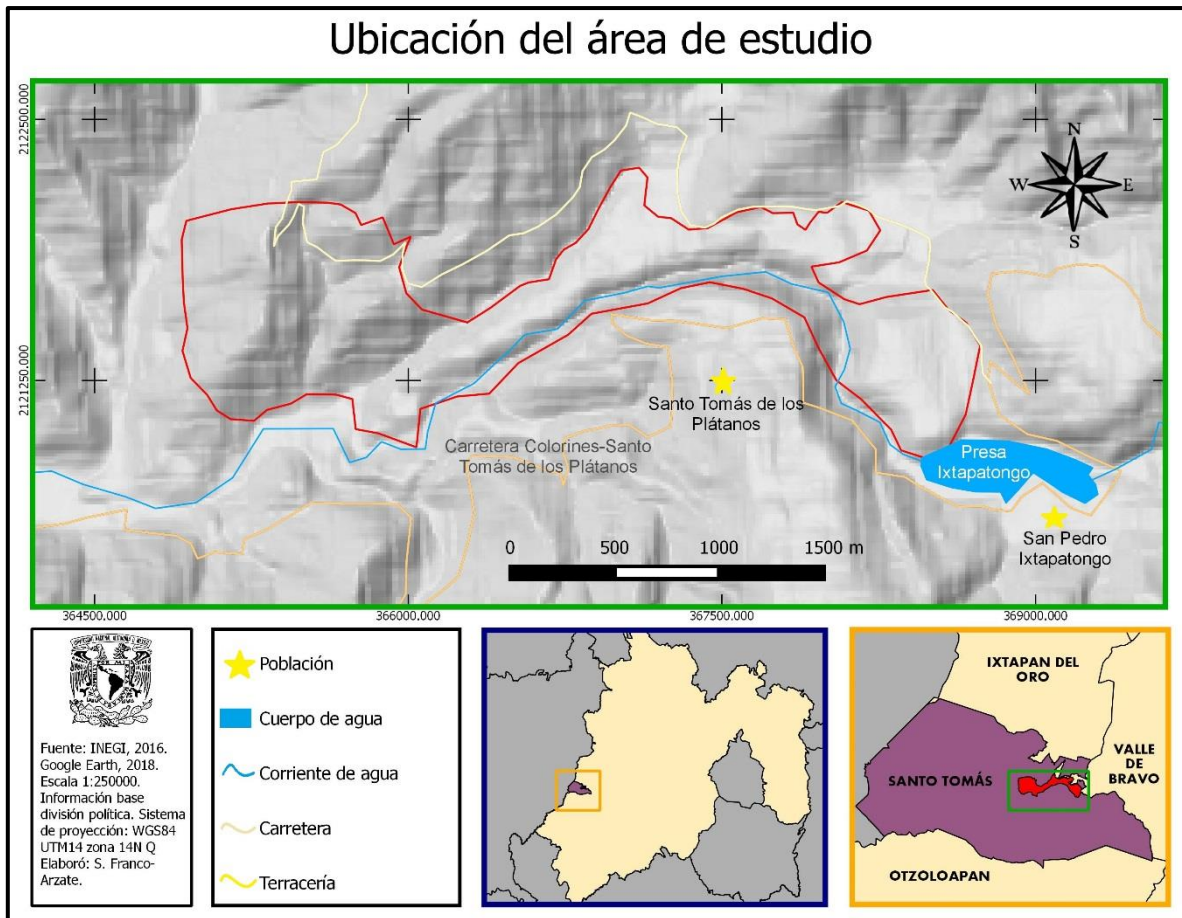 Ubicación del área de estudio
2122500.000
2121250.000
N
W
E
S
Santo Tomás de los
Plátanos
Carretera Colorines-Santo
Tomás de los Plátanos
Presa
Ixtapatongo
San Pedro
Ixtapatongo
0 500 1000 1500 m
364500.000 366000.000 367500.000 369000.000
Fuente: INEGI, 2016.
Google Earth, 2018.
Escala 1:250000.
Información base
división política. Sistema
de proyección: WGS84
UTM14 zona 14N Q
Elaboró: S. Franco-
Arzate.
Población
Cuerpo de agua
Corriente de agua
Carretera
Terracería
IXTAPAN DEL
ORO
VALLE
DE
BRAVO
SANTO TOMÁS
OTZOLOAPAN